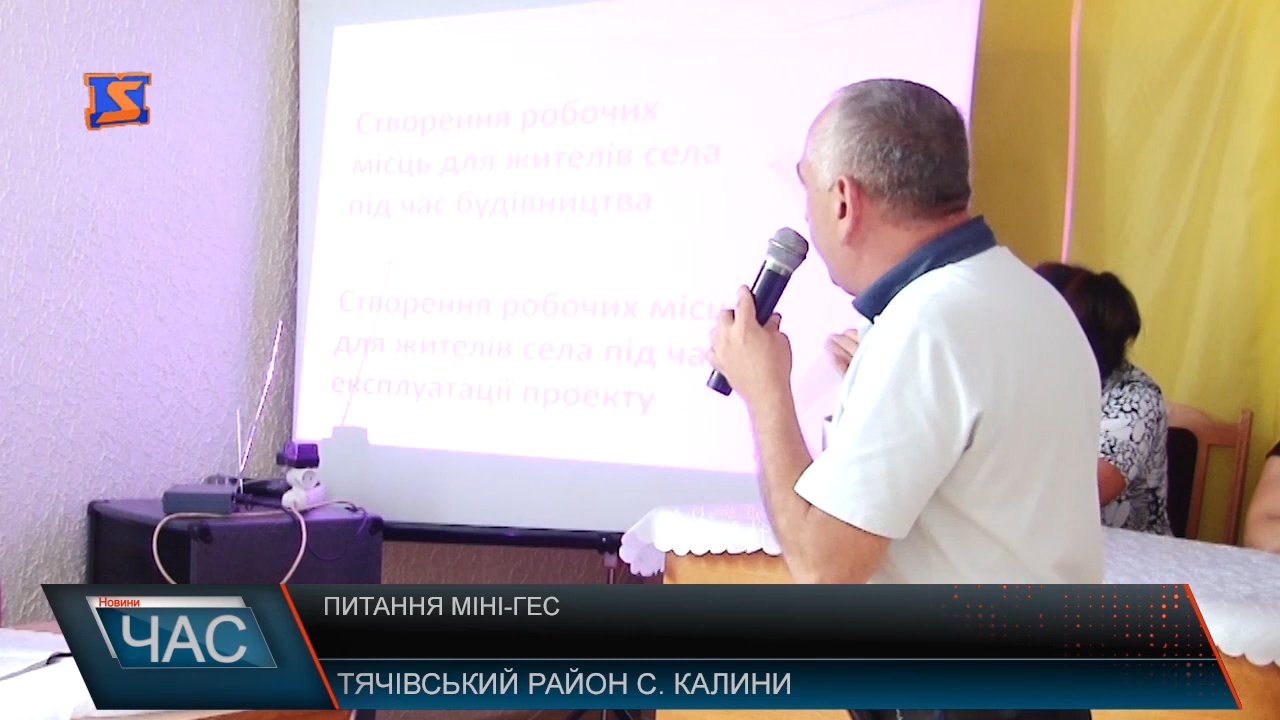 S
Створення робочих
місць для жителів села
під час будівництва
Створення робочих місць
для жителів села під час
експлуатації проекту
Новини
ЧАС
ПИТАННЯ МІНІ-ГЕС
ТЯЧІВСЬКИЙ РАЙОН С. КАЛИНИ